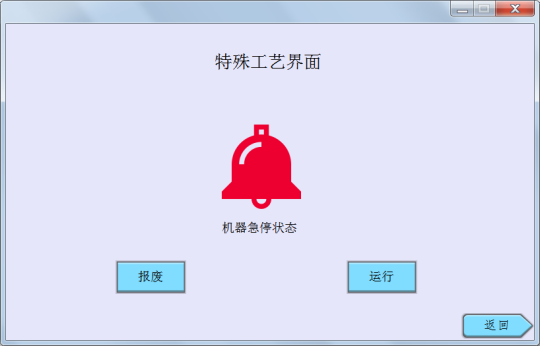 特殊工艺界面
机器急停状态
报废
运行
返回